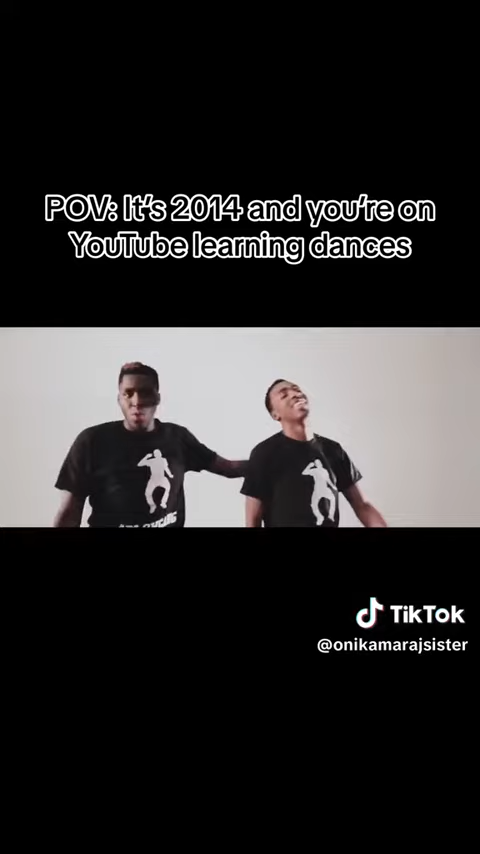 POV: It's 2014 and you're on
YouTube learning dances
TikTok
@onikamarajsister